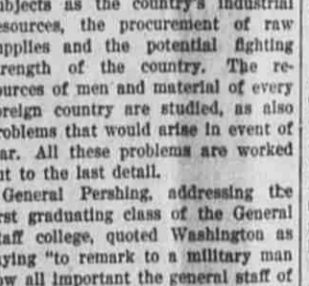 bjects as the country's industrial
esources, the procurement of raw
upplies and the potential fighting
trength of the country. The re-
ources of men and material of every
oreign country are studied, as also
roblems that would arise in event of
ar. All these problems are worked
ut to the last detail.
General Pershing, addressing the
rst graduating class of the General
taff college, quoted Washington as
aying "to remark to a military man
ow all important the general staff of